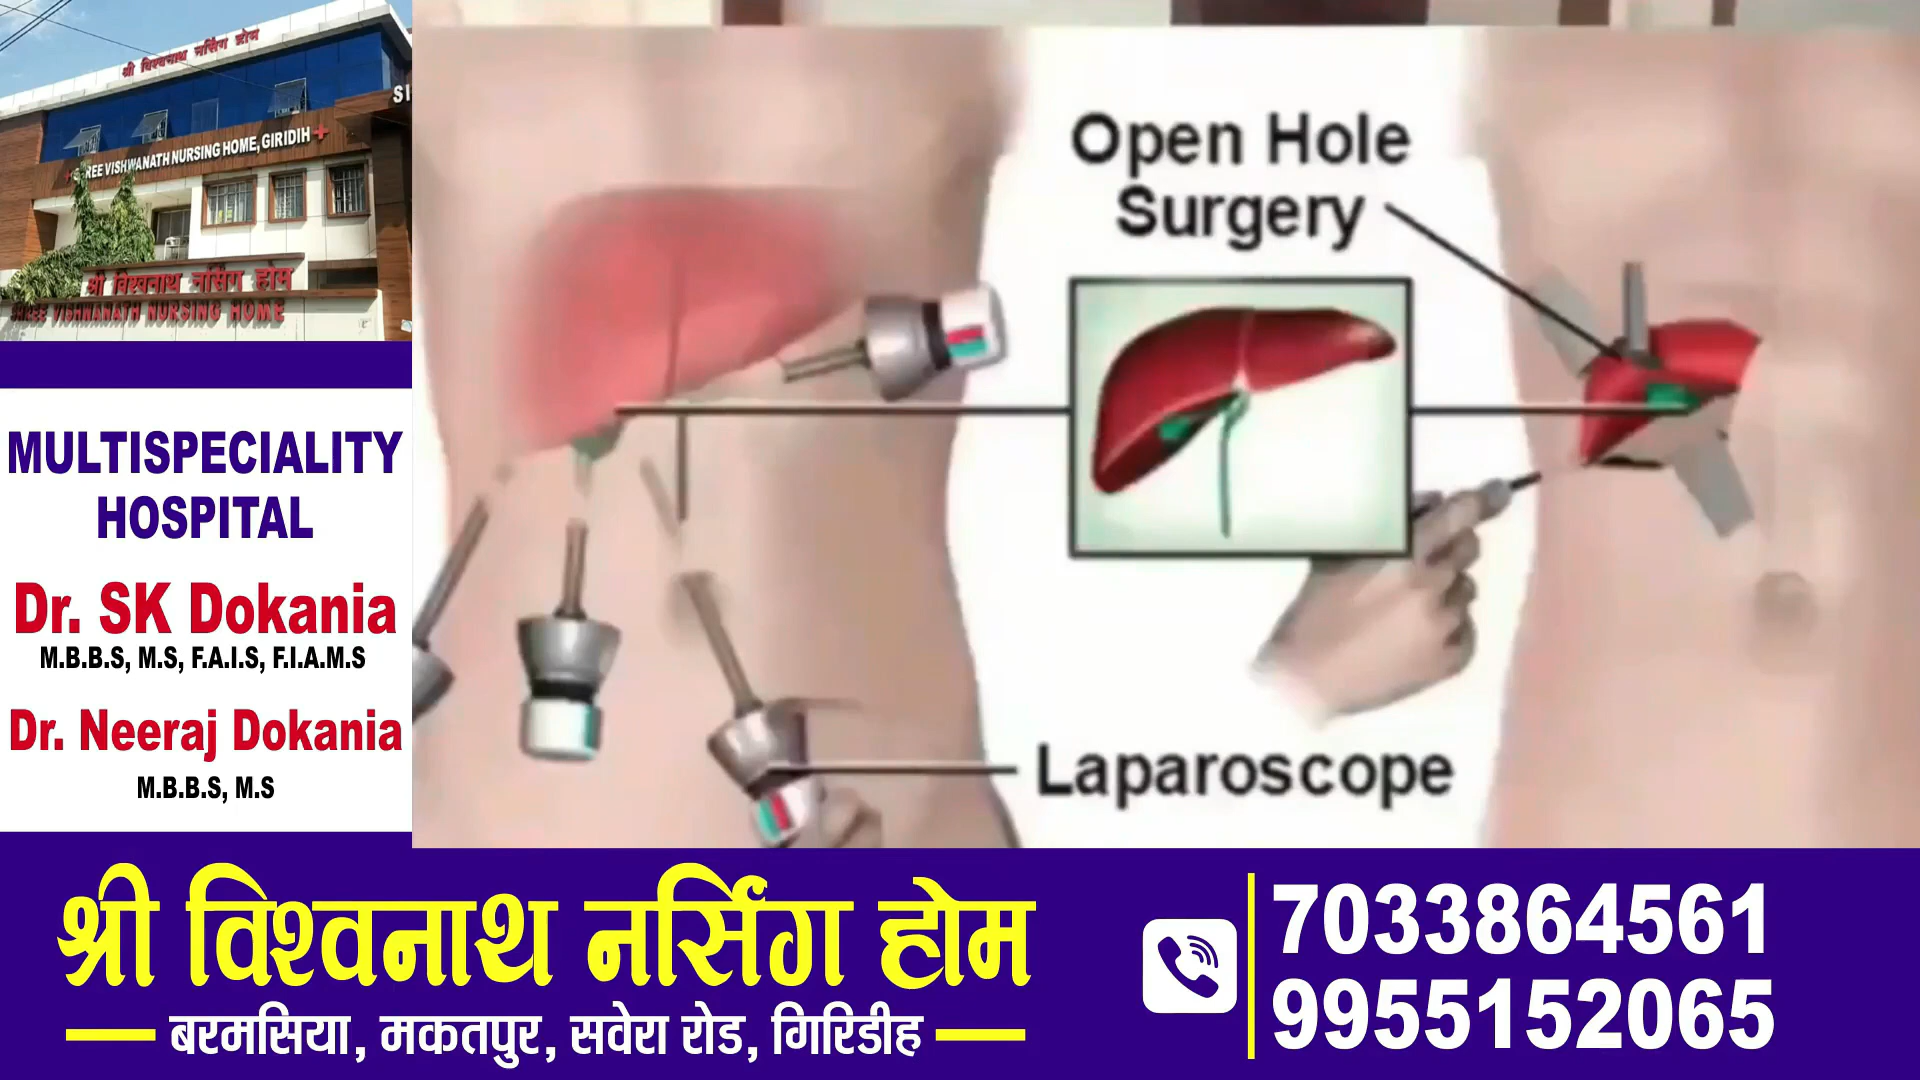 श्री विश्वनाथ नर्सिंग होम
SHREE VISHWANATH NURSING HOME, GIRIDIH
श्री विश्वनाथ नर्सिंग होम
SHREE VISHWANATH NURSING HOME
MULTISPECIALITY
HOSPITAL
Dr. SK Dokania
M.B.B.S, M.S, F.A.I.S, F.I.A.M.S
Dr. Neeraj Dokania
M.B.B.S, M.S
Open Hole
Surgery
Laparoscope
श्री विश्वनाथ नर्सिंग होम
बरमसिया, मकतपुर, सवेरा रोड, गिरिडीह
7033864561
9955152065